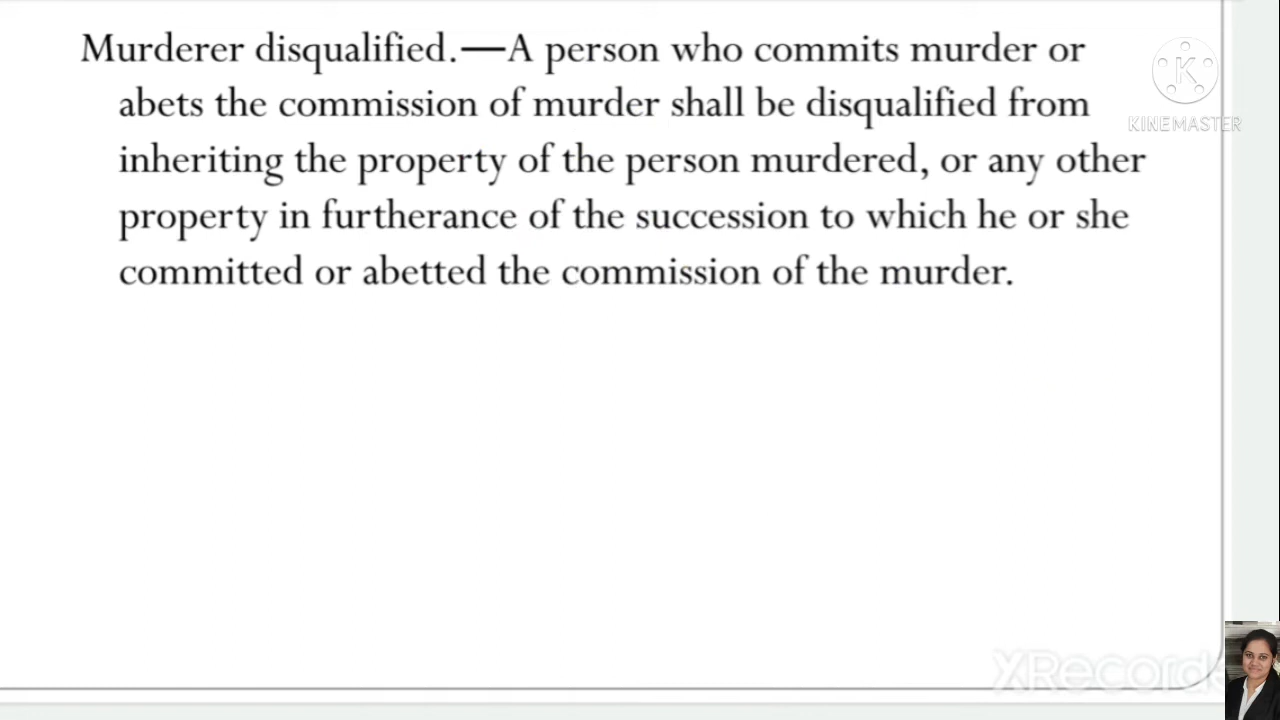 Murderer disqualified.—A person who commits murder or
abets the commission of murder shall be disqualified from
inheriting the property of the person murdered, or any other
property in furtherance of the succession to which he or she
committed or abetted the commission of the murder.
K
KINEMASTER
XRecorde